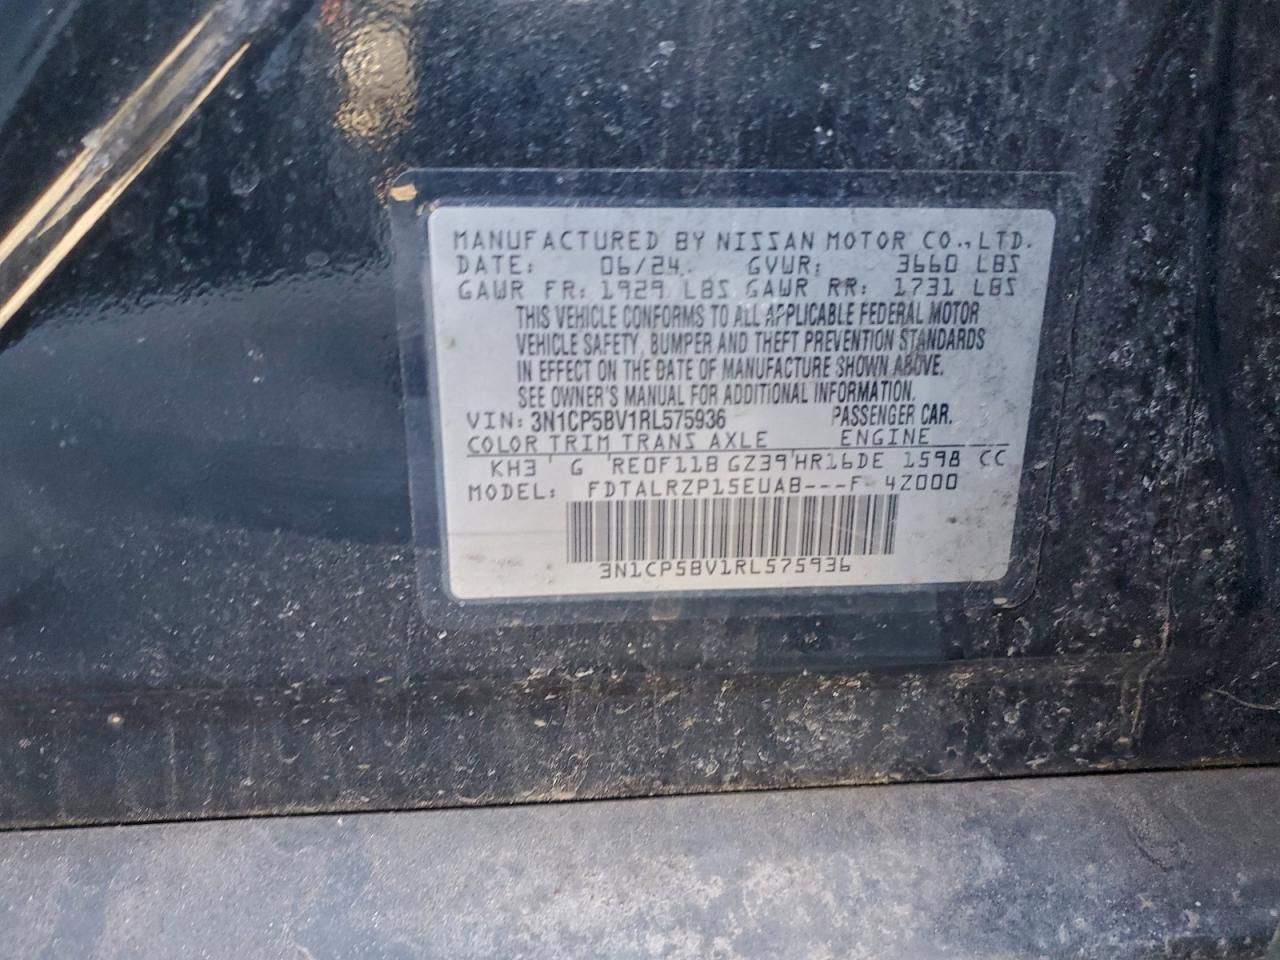 MANUFACTURED BY NISSAN MOTOR CO., LTD.
DATE: 06/24 GVWR: 3660 LBS
GAWR FR: 1929 LBS GAWR RR: 1731 LBS
THIS VEHICLE CONFORMS TO ALL APPLICABLE FEDERAL MOTOR
VEHICLE SAFETY, BUMPER AND THEFT PREVENTION STANDARDS
IN EFFECT ON THE DATE OF MANUFACTURE SHOWN ABOVE.
SEE OWNER'S MANUAL FOR ADDITIONAL INFORMATION.
VIN: 3N1CP5BV1RL575936 PASSENGER CAR.
COLOR TRIM TRANS AXLE ENGINE
KH3 G RE0F11B GZ39 HR16DE 1598 CC
MODEL: FDTALRZP15EUAB---F 4Z000
3N1CP5BV1RL575936